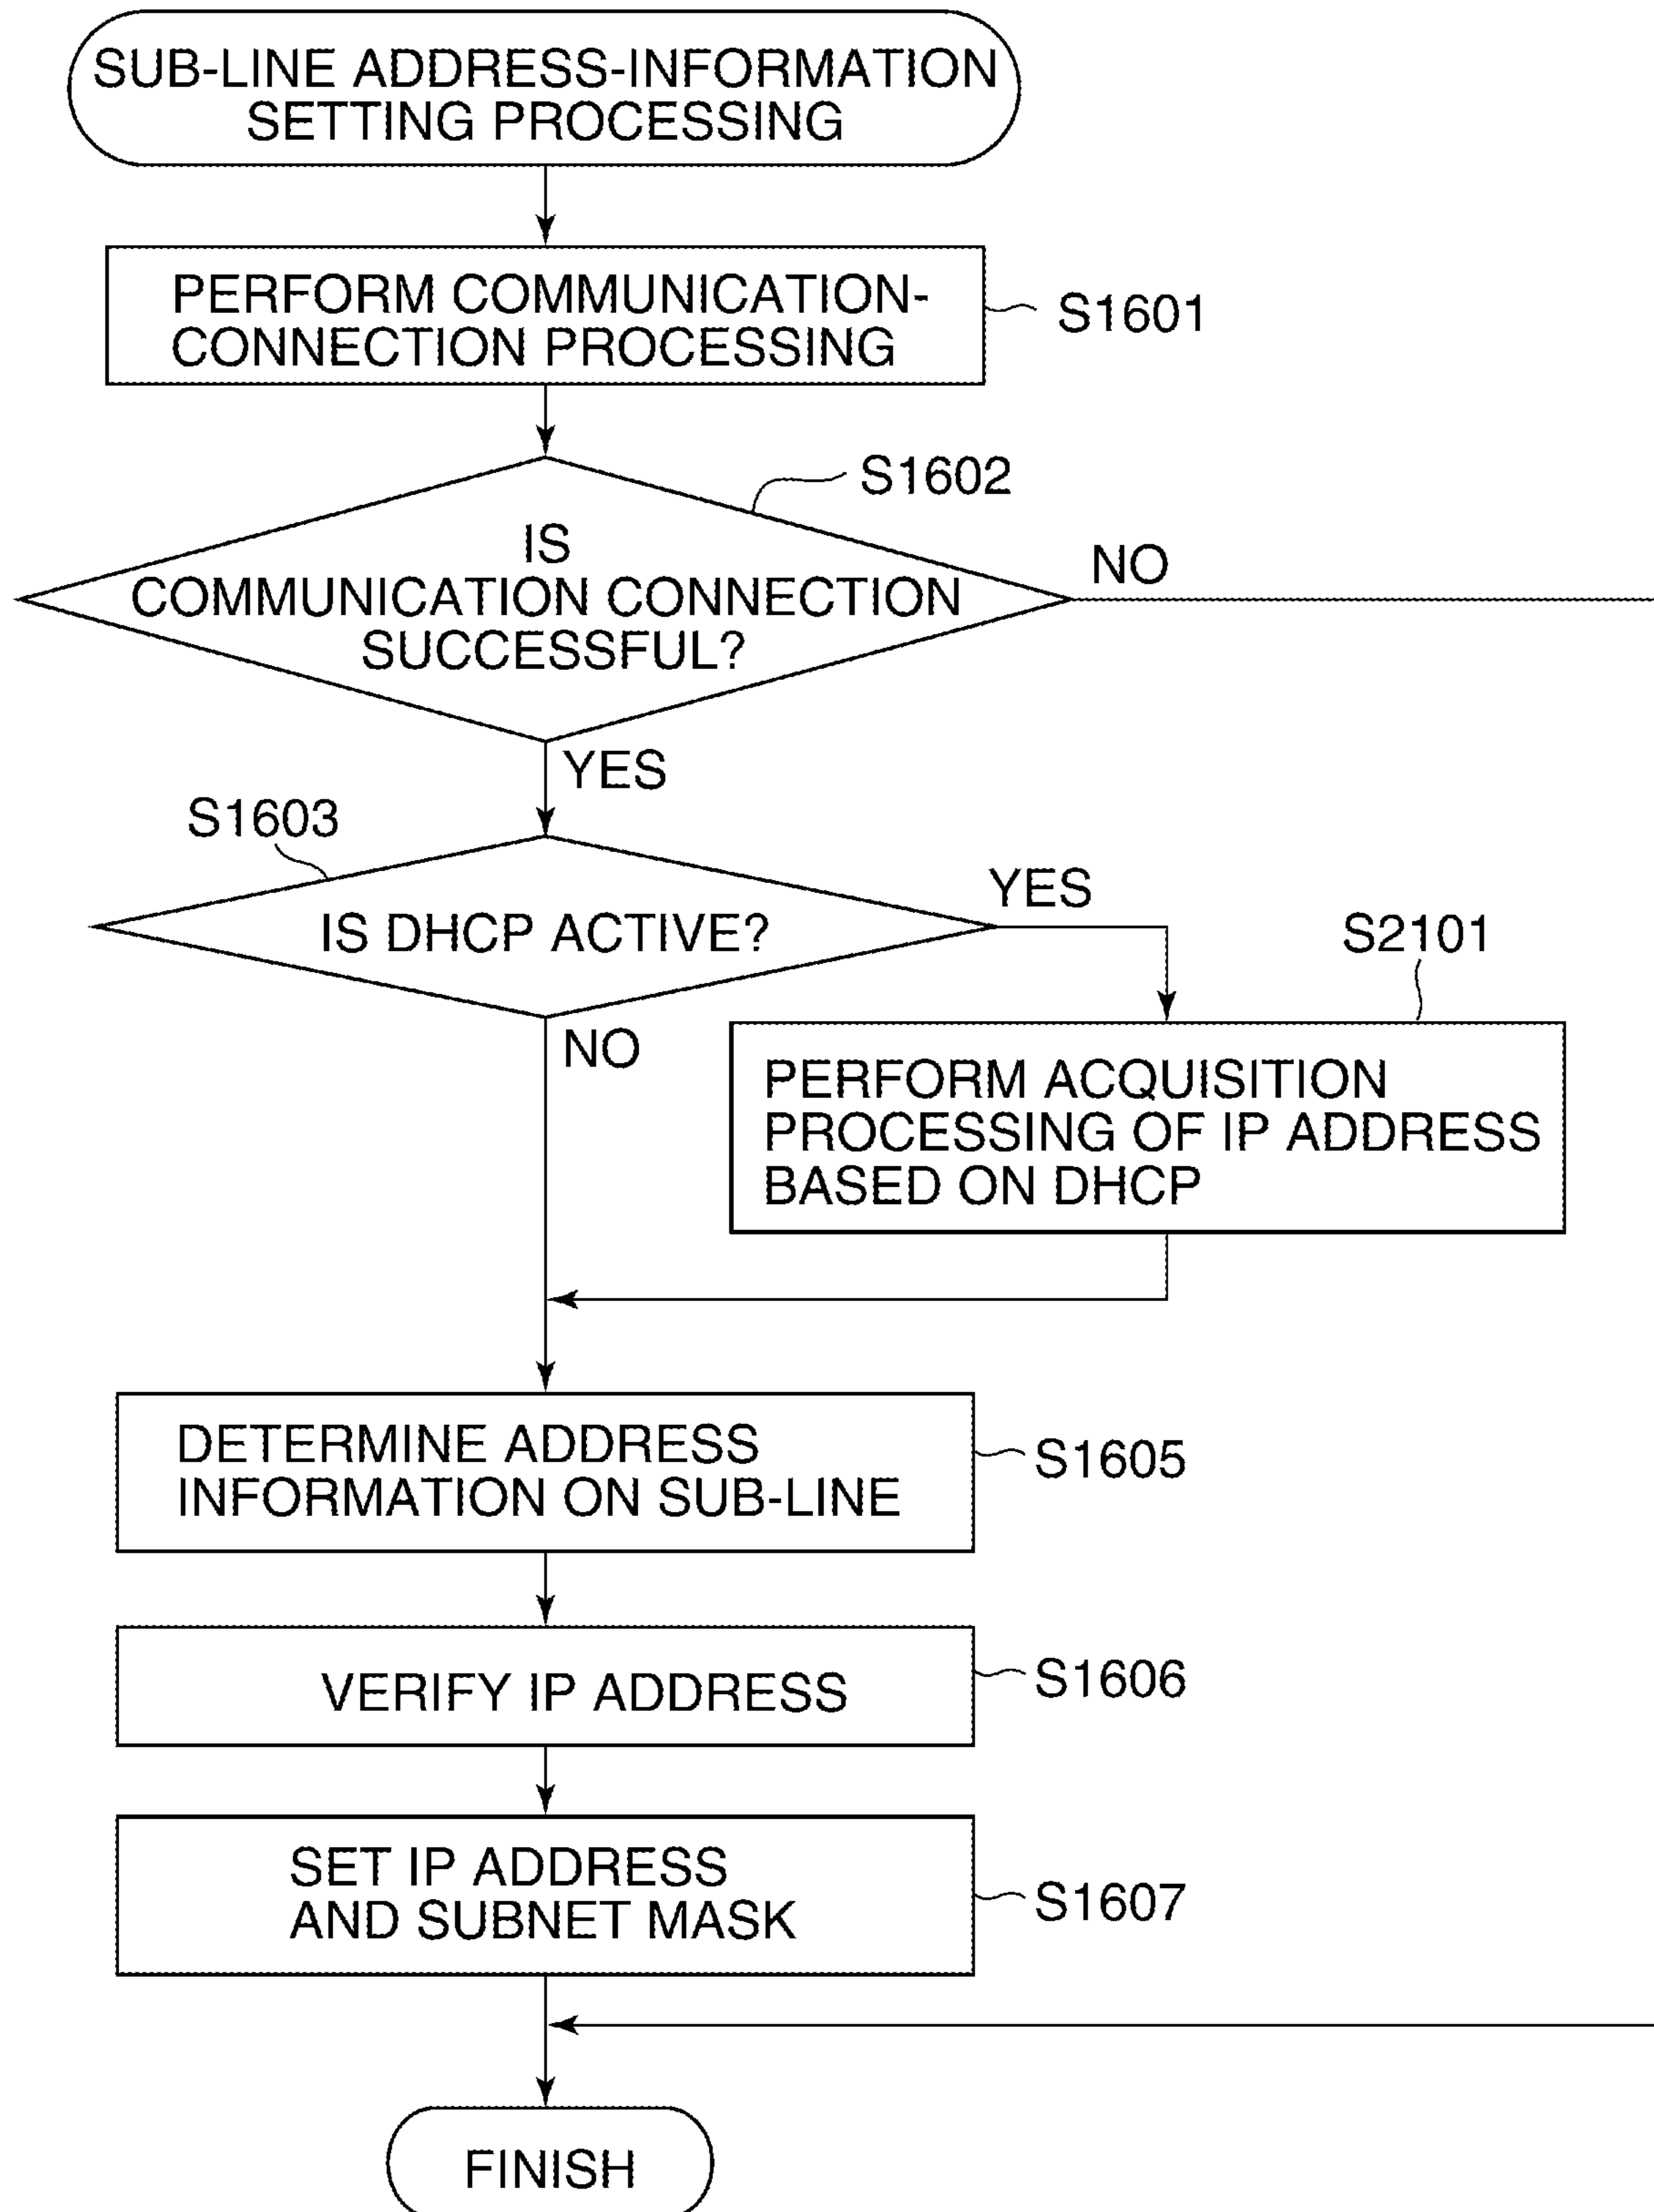 SUB-LINE ADDRESS-INFORMATION
SETTING PROCESSING
PERFORM COMMUNICATION-
CONNECTION PROCESSING
S1601
S1602
IS
COMMUNICATION CONNECTION
SUCCESSFUL?
NO
YES
S1603
IS DHCP ACTIVE?
YES
NO
S2101
PERFORM ACQUISITION
PROCESSING OF IP ADDRESS
BASED ON DHCP
DETERMINE ADDRESS
INFORMATION ON SUB-LINE
S1605
VERIFY IP ADDRESS
S1606
SET IP ADDRESS
AND SUBNET MASK
S1607
FINISH